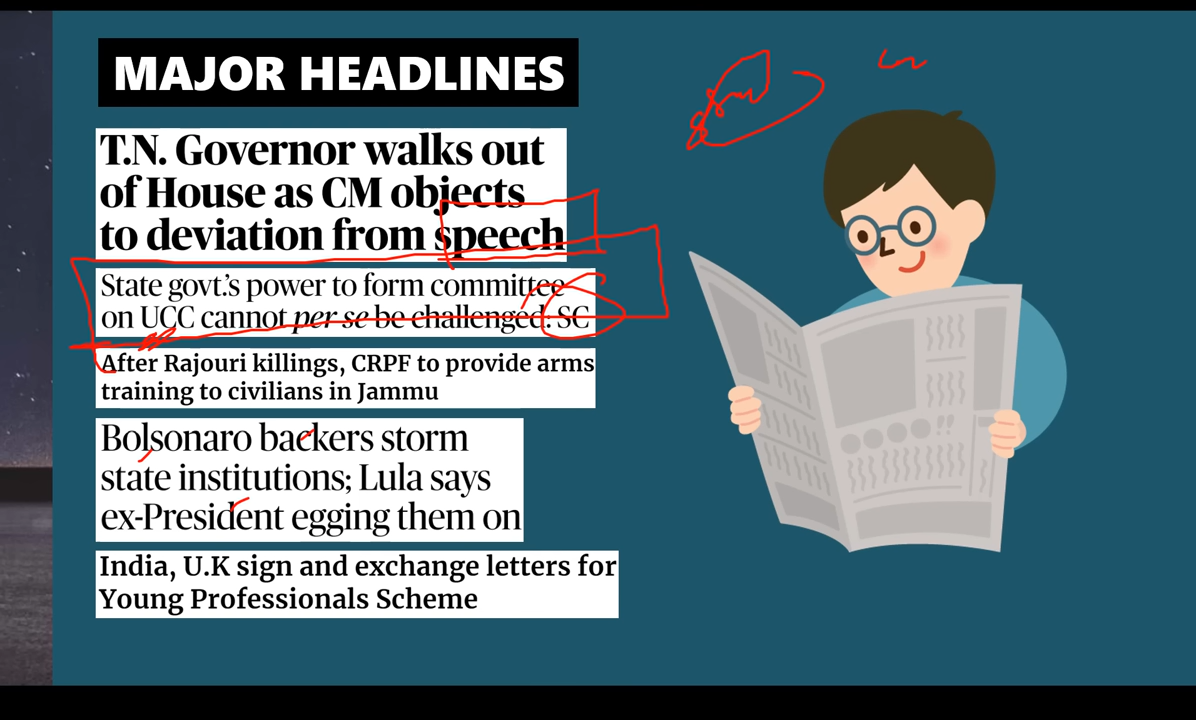 MAJOR HEADLINES
T.N. Governor walks out
of House as CM objects
to deviation from speech
State govt.'s power to form committee
on UCC cannot per se be challenged: SC
After Rajouri killings, CRPF to provide arms
training to civilians in Jammu
Bolsonaro backers storm
state institutions; Lula says
ex-President egging them on
India, U.K sign and exchange letters for
Young Professionals Scheme